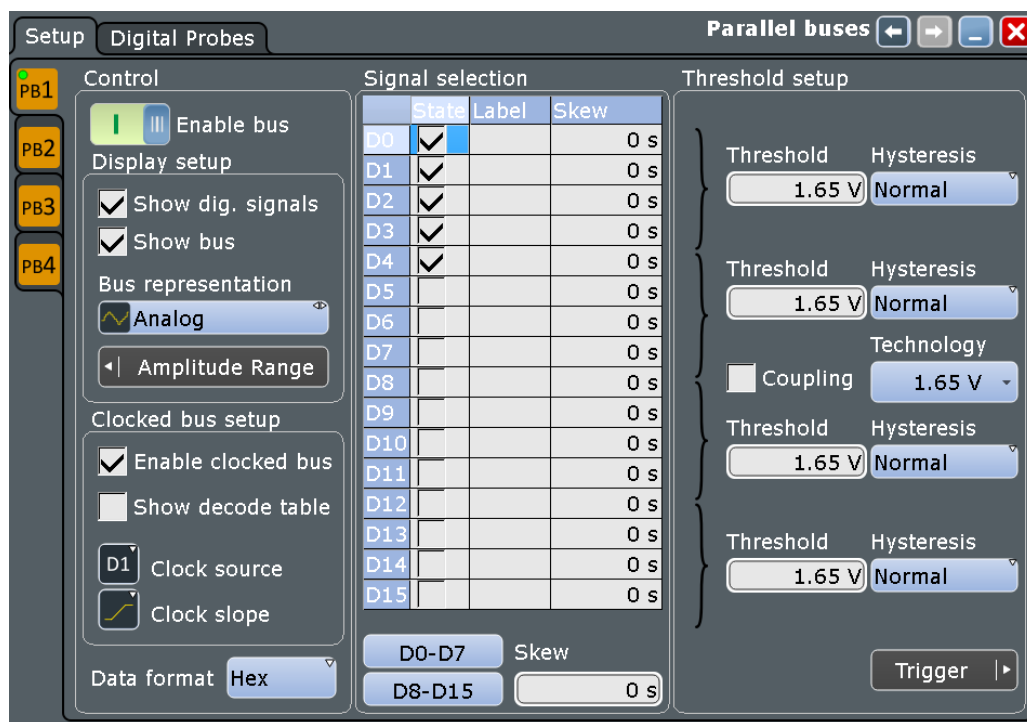 Setup Digital Probes Parallel buses
PB1
PB2
PB3
PB4
Control
Enable bus
Display setup
Show dig. signals
Show bus
Bus representation
Analog
Amplitude Range
Clocked bus setup
Enable clocked bus
Show decode table
D1 Clock source
Clock slope
Data format Hex
Signal selection
State Label Skew
D0 0 s
D1 0 s
D2 0 s
D3 0 s
D4 0 s
D5 0 s
D6 0 s
D7 0 s
D8 0 s
D9 0 s
D10 0 s
D11 0 s
D12 0 s
D13 0 s
D14 0 s
D15 0 s
D0-D7 Skew
D8-D15 0 s
Threshold setup
Threshold Hysteresis
1.65 V Normal
Threshold Hysteresis
1.65 V Normal
Technology
Coupling 1.65 V
Threshold Hysteresis
1.65 V Normal
Threshold Hysteresis
1.65 V Normal
Trigger